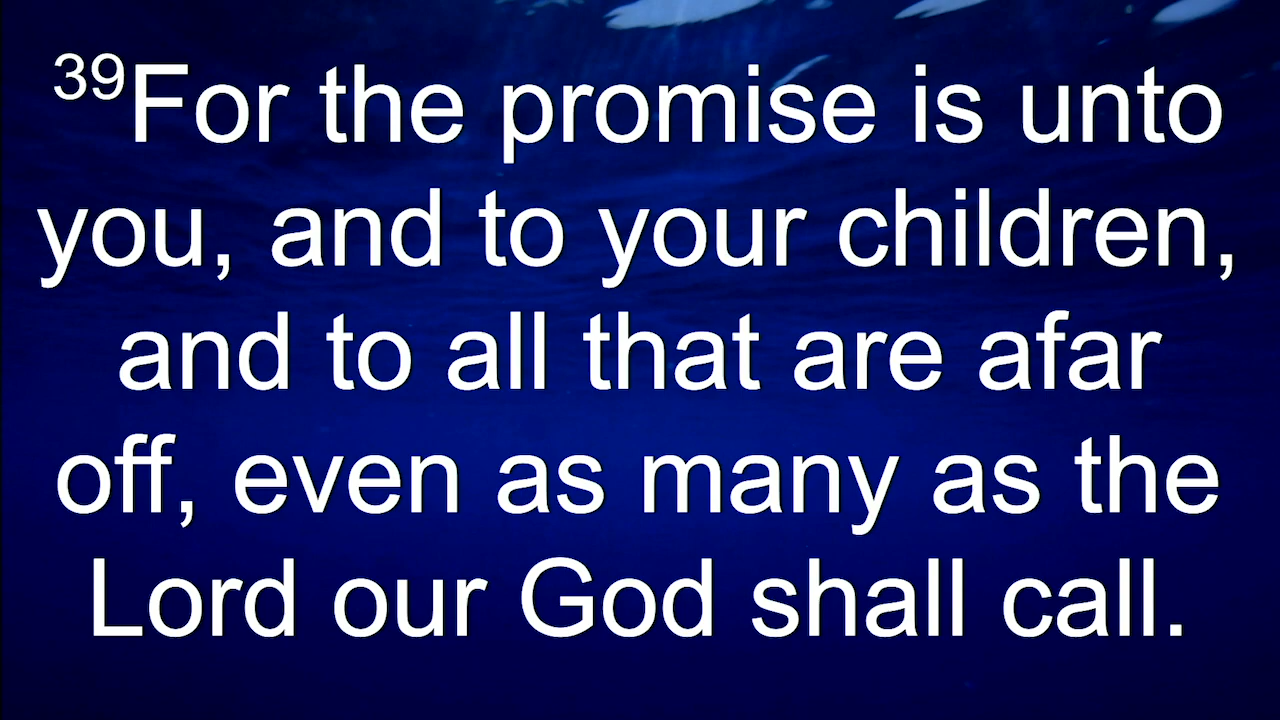 39For the promise is unto
you, and to your children,
and to all that are afar
off, even as many as the
Lord our God shall call.